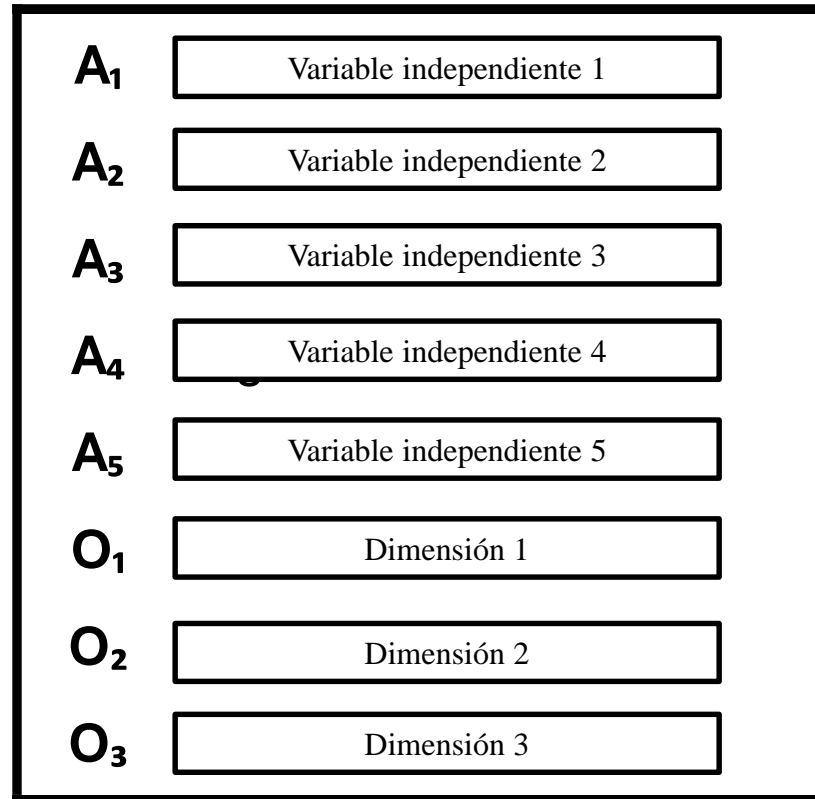 A₁ Variable independiente 1
A₂ Variable independiente 2
A₃ Variable independiente 3
A₄ Variable independiente 4
A₅ Variable independiente 5
O₁ Dimensión 1
O₂ Dimensión 2
O₃ Dimensión 3